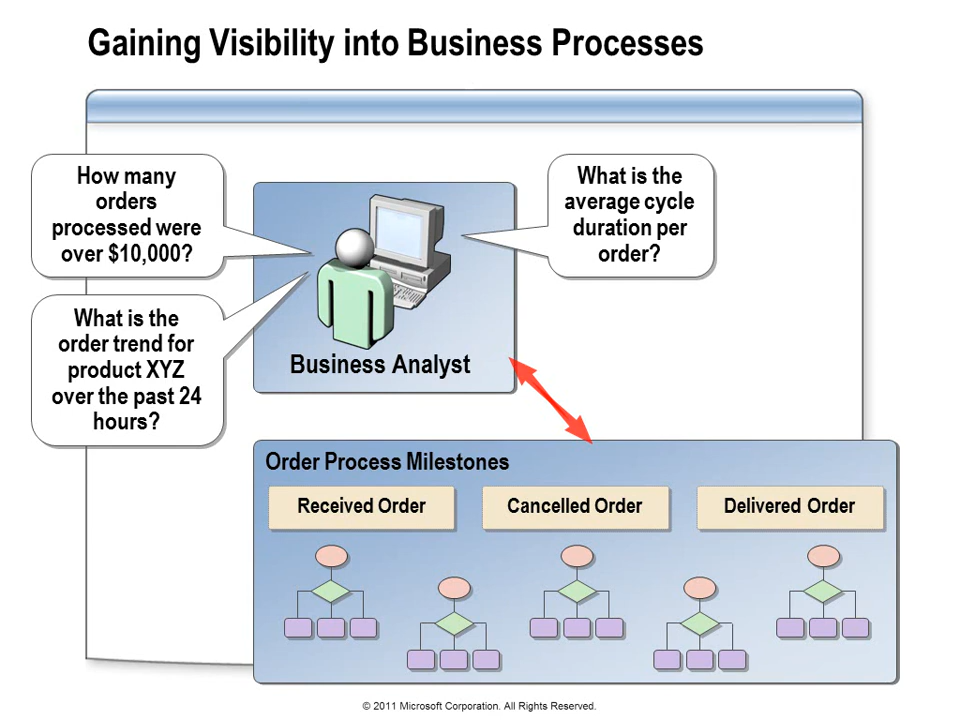 Gaining Visibility into Business Processes
How many
orders
processed were
over $10,000?
What is the
average cycle
duration per
order?
What is the
order trend for
product XYZ
over the past 24
hours?
Business Analyst
Order Process Milestones
Received Order
Cancelled Order
Delivered Order
© 2011 Microsoft Corporation. All Rights Reserved.